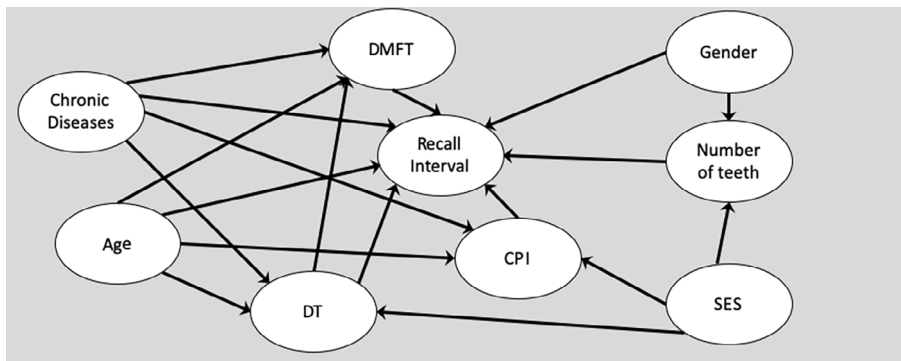 DMFT
Gender
Chronic
Diseases
Recall
Interval
Number
of teeth
Age
CPI
DT
SES